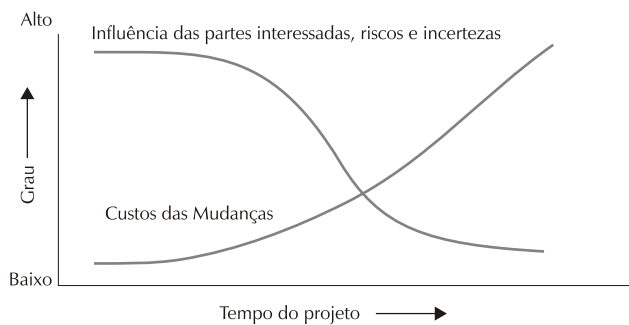 Alto
Influência das partes interessadas, riscos e incertezas
Grau
Custos das Mudanças
Baixo
Tempo do projeto